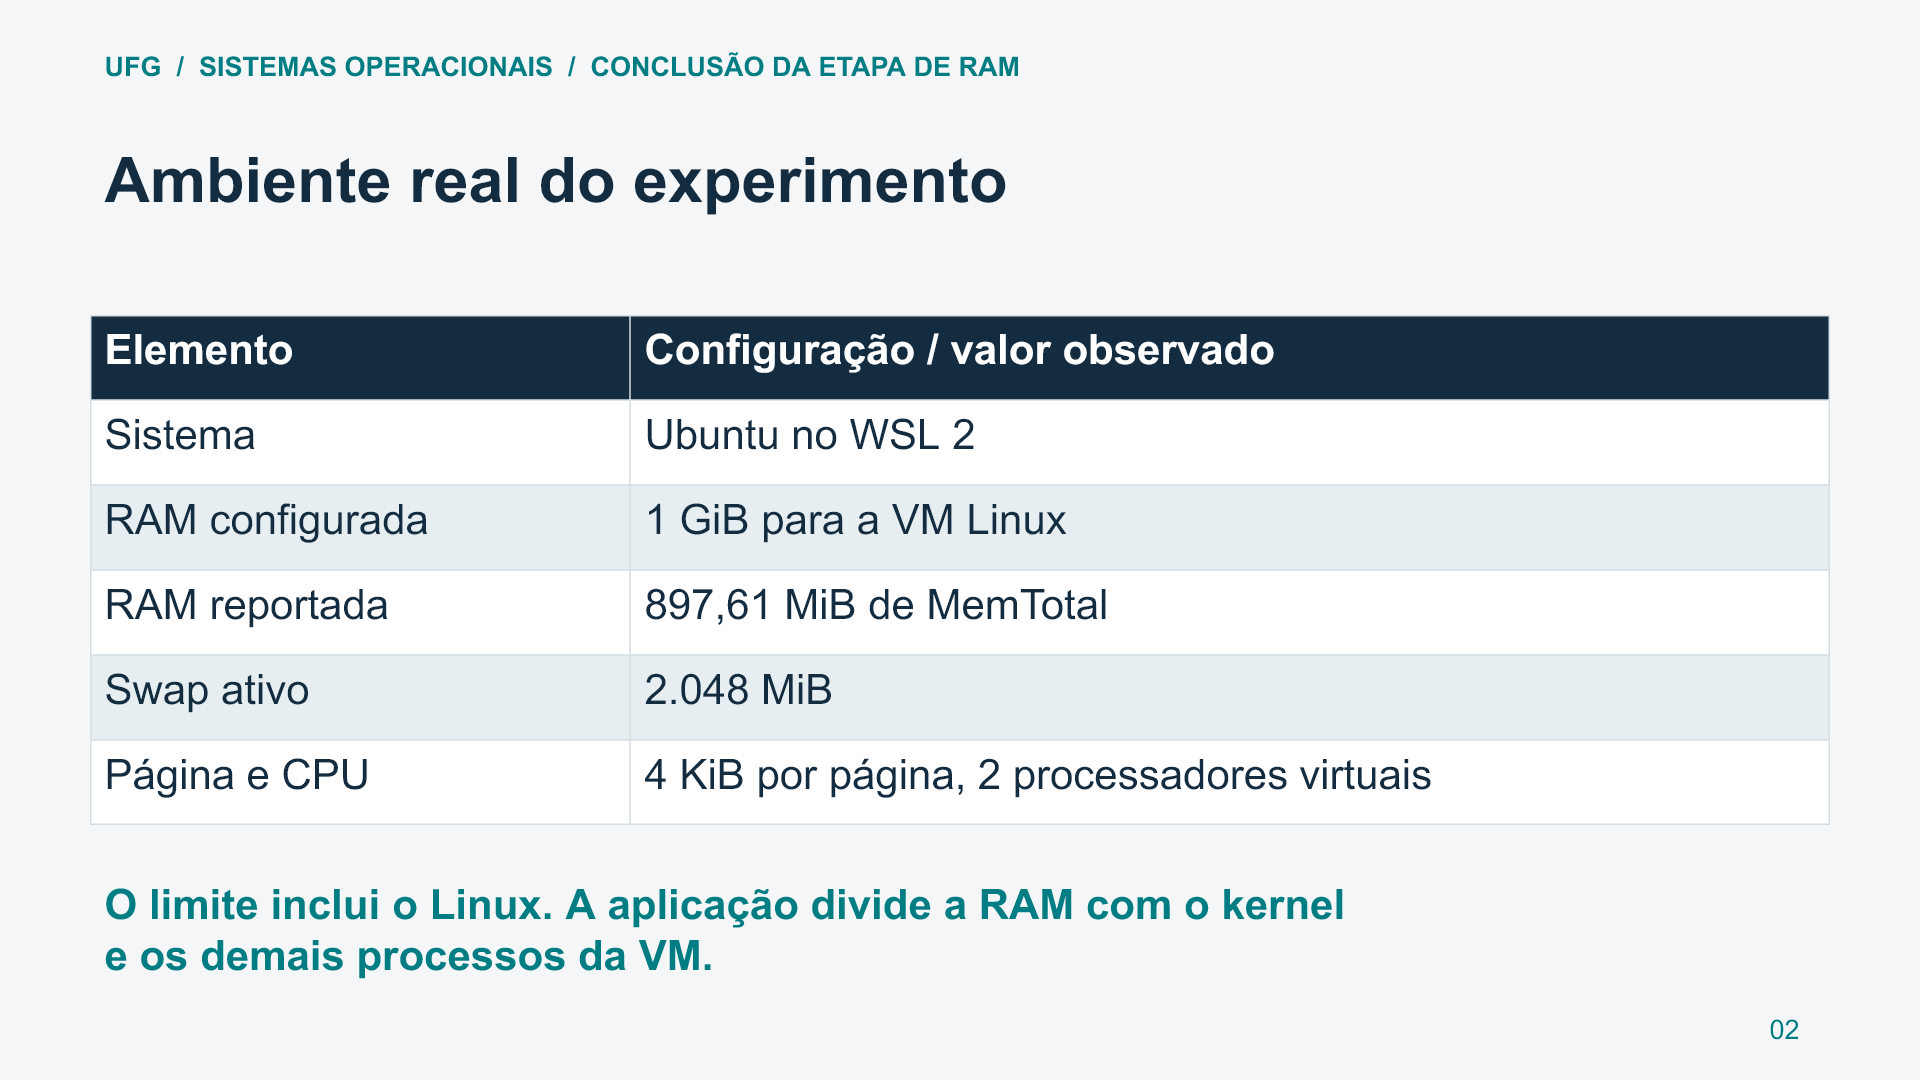 UFG / SISTEMAS OPERACIONAIS / CONCLUSÃO DA ETAPA DE RAM
Ambiente real do experimento
Elemento Configuração / valor observado
Sistema Ubuntu no WSL 2
RAM configurada 1 GiB para a VM Linux
RAM reportada 897,61 MiB de MemTotal
Swap ativo 2.048 MiB
Página e CPU 4 KiB por página, 2 processadores virtuais
O limite inclui o Linux. A aplicação divide a RAM com o kernel
e os demais processos da VM.
02